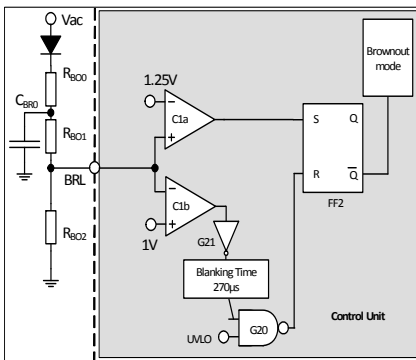 Vac
Brownout
mode
R_BO0
1.25V
C_BR0
C1a
S Q
R_BO1
BRL
R Q̅
C1b
FF2
1V
G21
R_BO2
Blanking Time
270µs
G20
Control Unit
UVLO